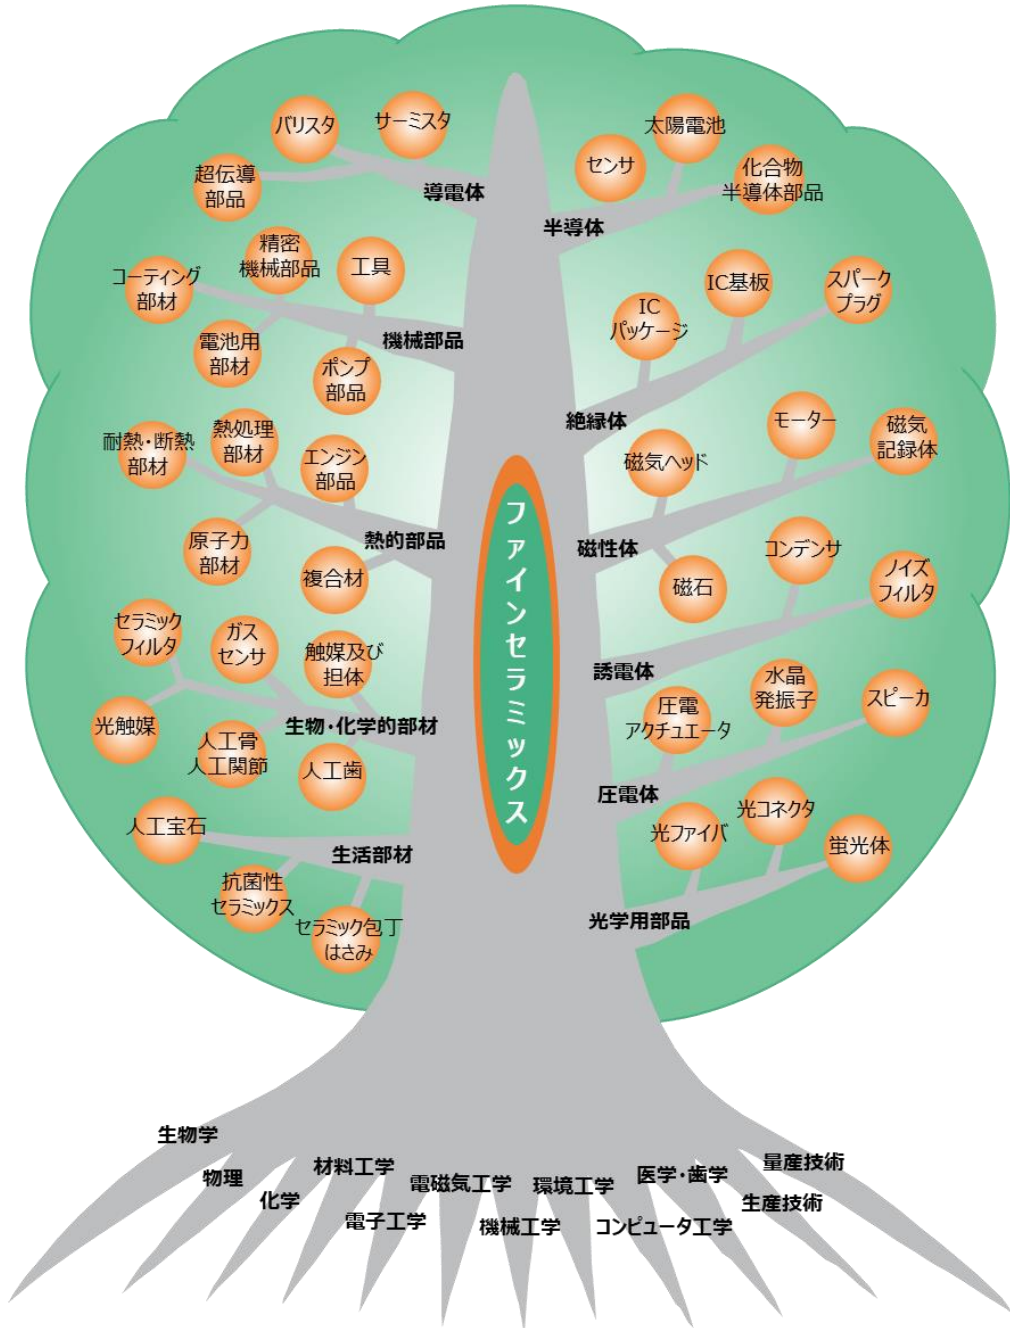 バリスタ
サーミスタ
超伝導
部品
導電体
センサ
太陽電池
化合物
半導体部品
半導体
コーティング
部材
精密
機械部品
工具
電池用
部材
ポンプ
部品
機械部品
IC
パッケージ
IC基板
スパーク
プラグ
絶縁体
耐熱・断熱
部材
熱処理
部材
エンジン
部品
原子力
部材
複合材
熱的部品
磁気ヘッド
モーター
磁気
記録体
磁石
磁性体
ファインセラミックス
コンデンサ
ノイズ
フィルタ
誘電体
セラミック
フィルタ
ガス
センサ
触媒及び
担体
光触媒
人工骨
人工関節
人工歯
生物・化学的部材
圧電
アクチュエータ
水晶
発振子
スピーカ
圧電体
人工宝石
抗菌性
セラミックス
セラミック包丁
はさみ
生活部材
光ファイバ
光コネクタ
蛍光体
光学用部品
生物学
物理
化学
材料工学
電子工学
電磁気工学
機械工学
環境工学
コンピュータ工学
医学・歯学
生産技術
量産技術